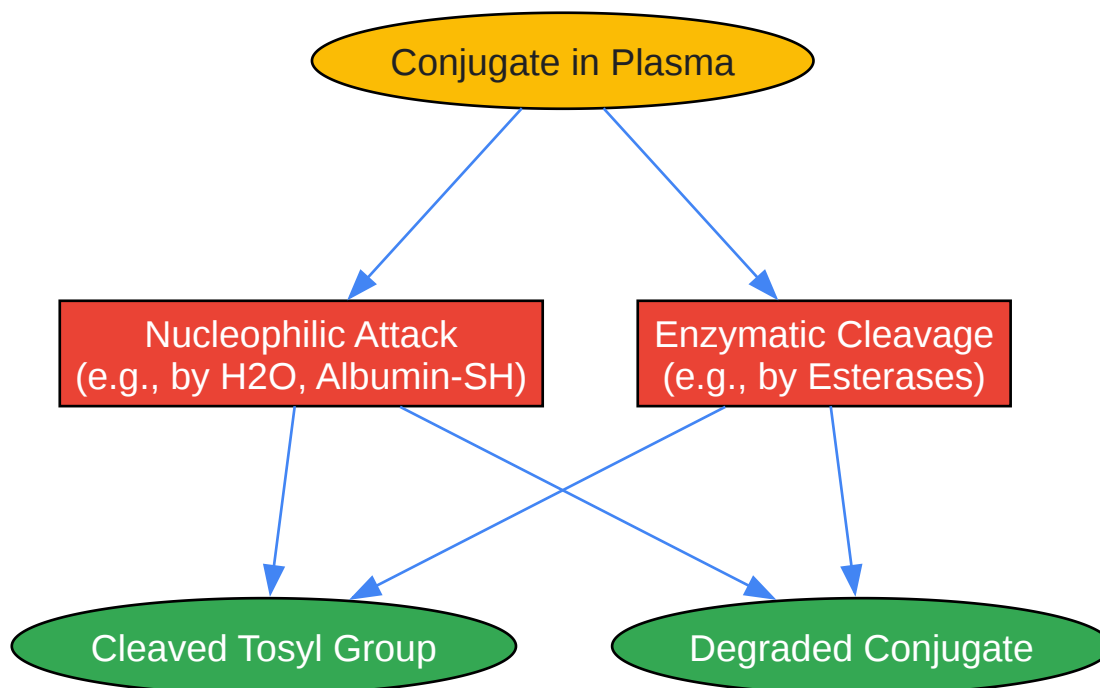 Conjugate in Plasma
Nucleophilic Attack
(e.g., by H2O, Albumin-SH)
Enzymatic Cleavage
(e.g., by Esterases)
Cleaved Tosyl Group
Degraded Conjugate